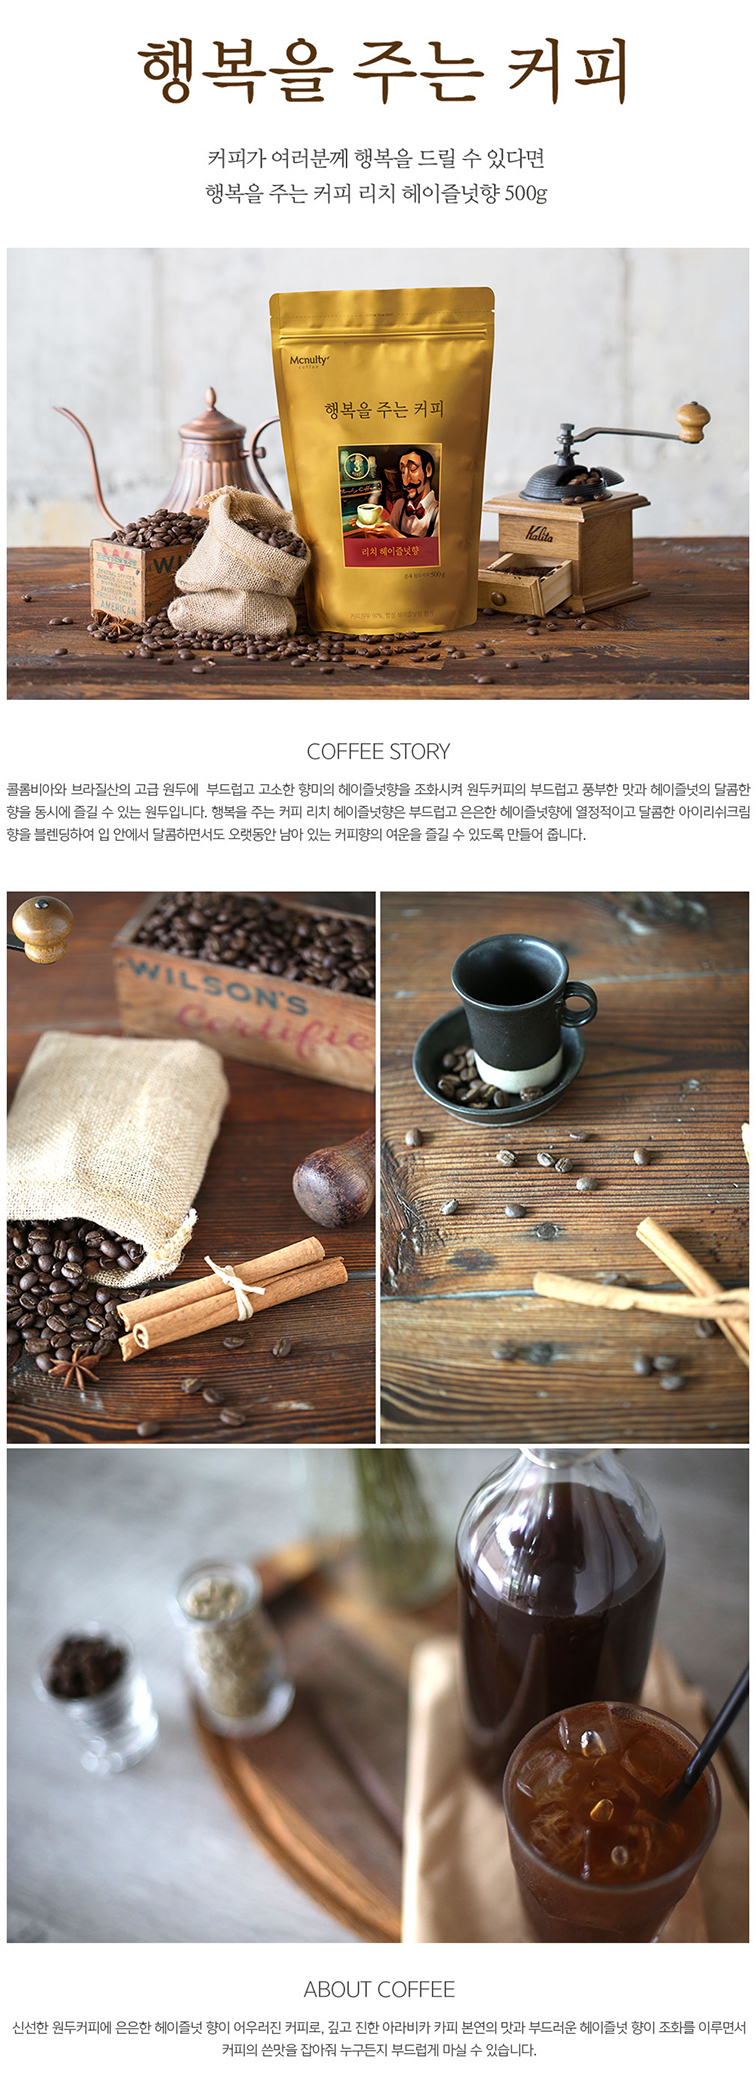 행복을 주는 커피
커피가 여러분께 행복을 드릴 수 있다면
행복을 주는 커피 리치 헤이즐넛향 500g
Mcnulty
coffee
행복을 주는 커피
3
리치 헤이즐넛향
500g
WILSON'S
AMERICAN
Kalita
COFFEE STORY
콜롬비아와 브라질산의 고급 원두에 부드럽고 고소한 향미의 헤이즐넛향을 조화시켜 원두커피의 부드럽고 풍부한 맛과 헤이즐넛의 달콤한
향을 동시에 즐길 수 있는 원두입니다. 행복을 주는 커피 리치 헤이즐넛향은 부드럽고 은은한 헤이즐넛향에 열정적이고 달콤한 아이리쉬크림
향을 블렌딩하여 입 안에서 달콤하면서도 오랫동안 남아 있는 커피향의 여운을 즐길 수 있도록 만들어 줍니다.
WILSON'S
Certifie
ABOUT COFFEE
신선한 원두커피에 은은한 헤이즐넛 향이 어우러진 커피로, 깊고 진한 아라비카 카피 본연의 맛과 부드러운 헤이즐넛 향이 조화를 이루면서
커피의 쓴맛을 잡아줘 누구든지 부드럽게 마실 수 있습니다.